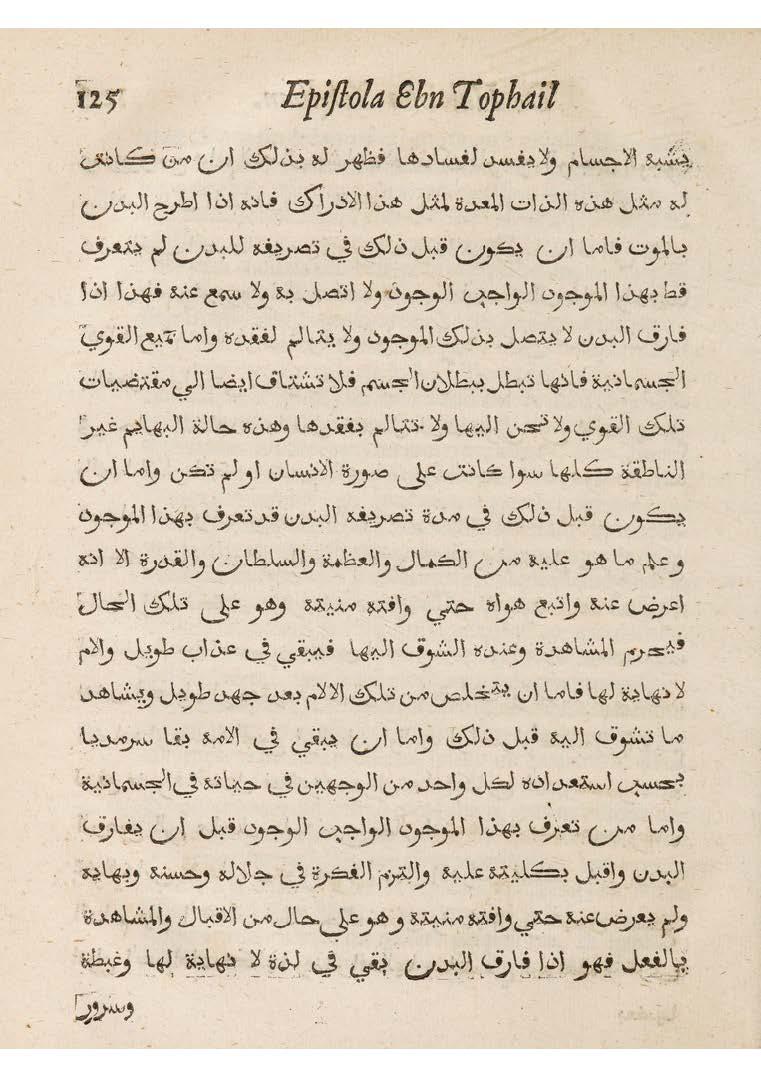 125 Epistola Ebn Tophail
يشبه الاجسام ولا يفسد لفسادها فظهر له بذلك ان من كانت
له مثل هذه الذات المعدة لمثل هذا الادراك فانه اذا اطرح البدن
بالموت فاما ان يكون قبل ذلك في تصريفه للبدن لم يتعرف
قط بهذا الموجود الواجب الوجود ولا اتصل به ولا سمع عنه فهذا اذا
فارق البدن لا يتصل بذلك الموجود ولا يتالم لفقده واما جميع القوي
الجسمانية فانها تبطل ببطلان الجسم فلا تشتاق ايضا الي مقتضيات
تلك القوي ولا تحن اليها ولا تتالم بفقدها وهذه حالة البهايم غير
الناطقة كلها سوا كانت علي صورة الانسان او لم تكن واما ان
يكون قبل ذلك في مدة تصريفه البدن قد تعرف بهذا الموجود
وعلم ما هو عليه من الكمال والعظمة والسلطان والقدرة الا انه
اعرض عنه واتبع هواه حتي وافته منيته وهو علي تلك الحال
فيحرم المشاهدة وعنده الشوق اليها فيبقي في عذاب طويل والام
لا نهاية لها فاما ان يتخلص من تلك الالام بعد جهد طويل ويشاهد
ما تشوق اليه قبل ذلك واما ان يبقي في الامه بقا سرمديا
بحسب استعداده لكل واحد من الوجهين في حياته في الجسمانية
واما من تعرف بهذا الموجود الواجب الوجود قبل ان يفارق
البدن واقبل بكليته عليه والتزم الفكرة في جلاله وحسنه وبهايه
ولم يعرض عنه حتي وافته منيته وهو علي حال من الاقبال والمشاهدة
بالفعل فهو اذا فارق البدن بقي في لذة لا نهاية لها وغبطة
وسرور